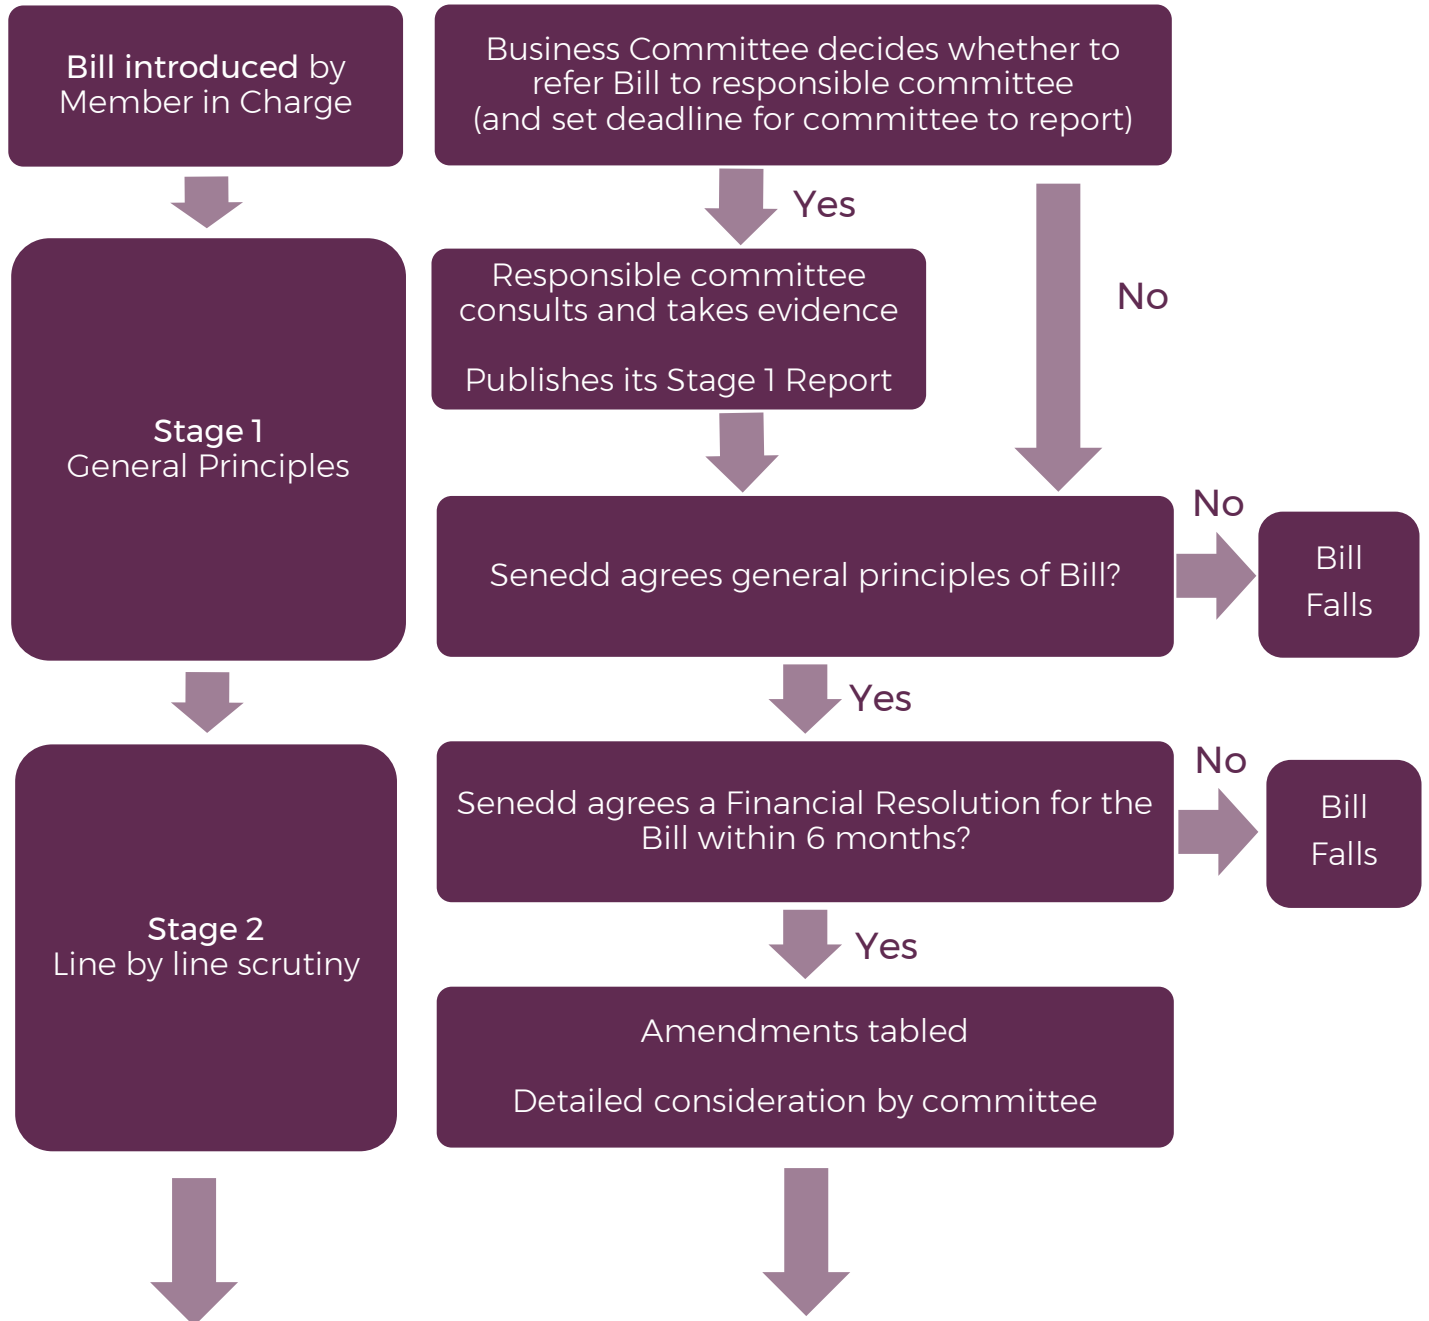 Bill introduced by
Member in Charge
Business Committee decides whether to
refer Bill to responsible committee
(and set deadline for committee to report)
Yes
No
Responsible committee
consults and takes evidence
Publishes its Stage 1 Report
Stage 1
General Principles
Senedd agrees general principles of Bill?
No
Bill
Falls
Yes
Senedd agrees a Financial Resolution for the
Bill within 6 months?
No
Bill
Falls
Stage 2
Line by line scrutiny
Yes
Amendments tabled
Detailed consideration by committee